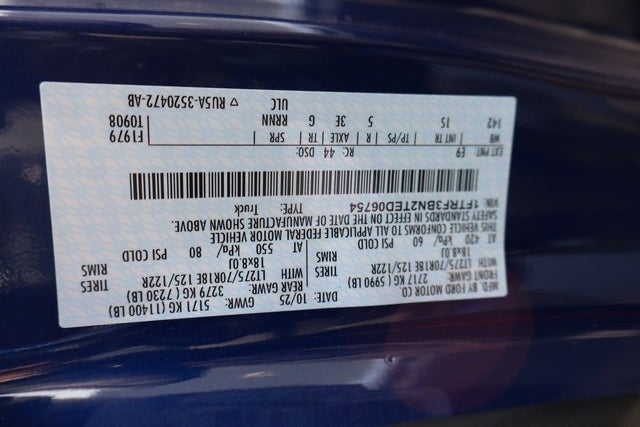 MFD. BY FORD MOTOR CO.
DATE: 10/25 GVWR: 5171 KG (11400 LB)
FRONT GAWR: REAR GAWR:
2717 KG (5990 LB) 3279 KG (7230 LB)
WITH LT275/70R18E 125/122R TIRES WITH LT275/70R18E 125/122R TIRES
18x8.0J RIMS 18x8.0J RIMS
AT 420 kPa/ 60 PSI COLD AT 550 kPa/ 80 PSI COLD
THIS VEHICLE CONFORMS TO ALL APPLICABLE FEDERAL MOTOR VEHICLE
SAFETY STANDARDS IN EFFECT ON THE DATE OF MANUFACTURE SHOWN ABOVE.
VIN: 1FTRF3BN2TED06754 TYPE: Truck
EXT PNT: E9 RC: 44 DSO: F1979
WB INT TR TP/PS R AXLE TR SPR T0908
142 15 5 3E G RRNN
ULC ▽ RU5A-3520472-AB